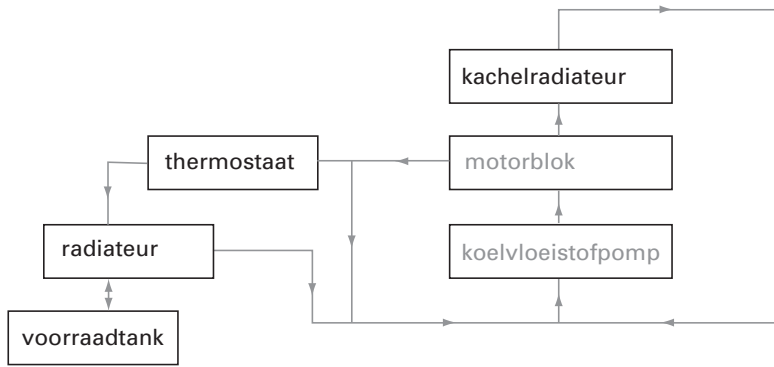 kachelradiateur
thermostaat
motorblok
radiateur
koelvloeistofpomp
voorraadtank